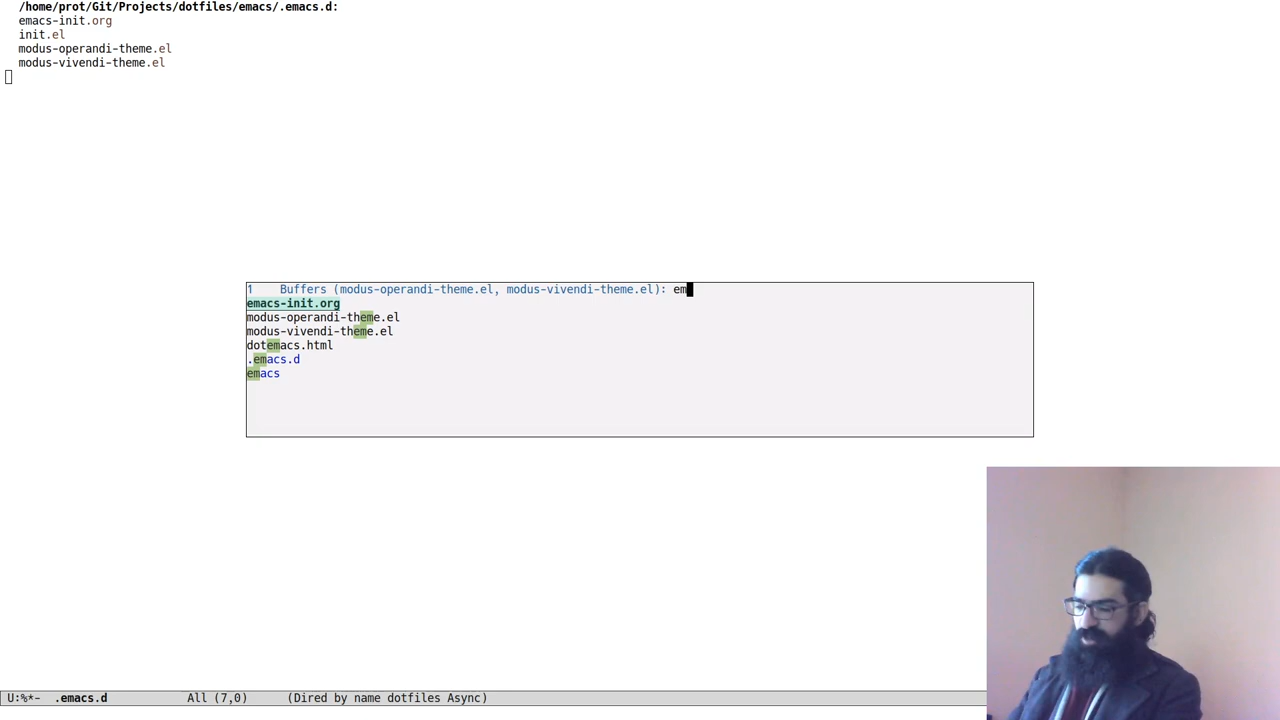 /home/prot/Git/Projects/dotfiles/emacs/.emacs.d:
emacs-init.org
init.el
modus-operandi-theme.el
modus-vivendi-theme.el
1 Buffers (modus-operandi-theme.el, modus-vivendi-theme.el): em
emacs-init.org
modus-operandi-theme.el
modus-vivendi-theme.el
dotemacs.html
.emacs.d
emacs
U:%*- .emacs.d All (7,0) (Dired by name dotfiles Async)